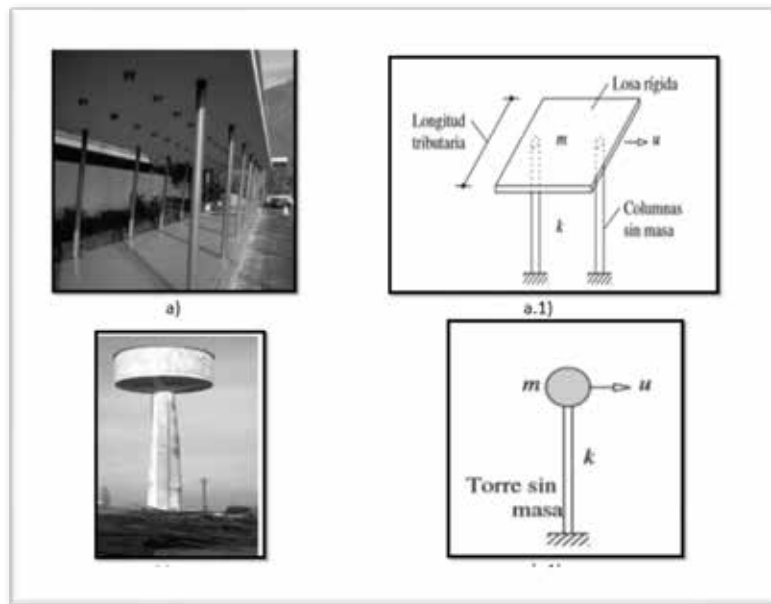 Losa rígida
Longitud
tributaria
m
u
k
Columnas
sin masa
a)
a.1)
m
u
k
Torre sin
masa